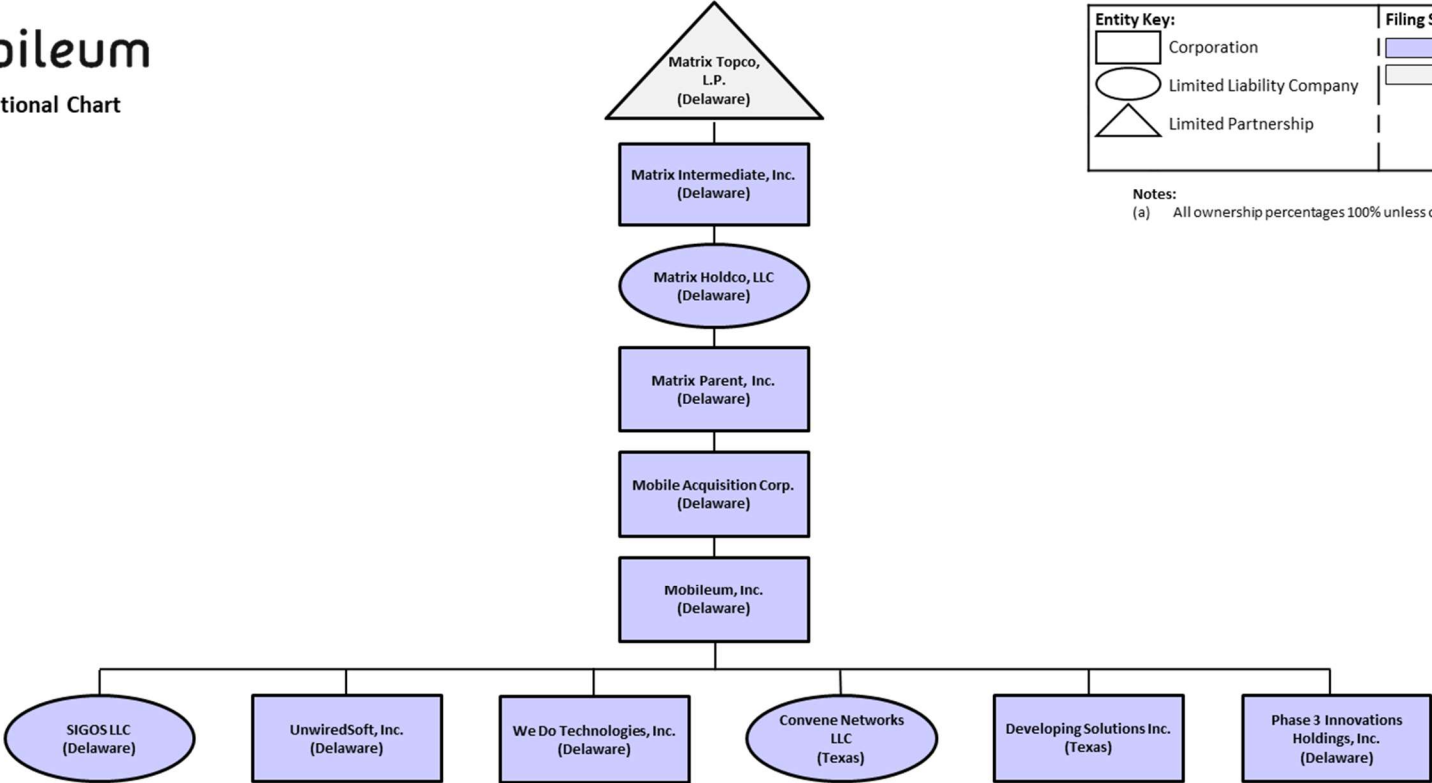 bileum
tional Chart
Entity Key:
Corporation
Limited Liability Company
Limited Partnership
Filing S
Notes:
(a) All ownership percentages 100% unless
Matrix Topco,
L.P.
(Delaware)
Matrix Intermediate, Inc.
(Delaware)
Matrix Holdco, LLC
(Delaware)
Matrix Parent, Inc.
(Delaware)
Mobile Acquisition Corp.
(Delaware)
Mobileum, Inc.
(Delaware)
SIGOS LLC
(Delaware)
UnwiredSoft, Inc.
(Delaware)
We Do Technologies, Inc.
(Delaware)
Convene Networks
LLC
(Texas)
Developing Solutions Inc.
(Texas)
Phase 3 Innovations
Holdings, Inc.
(Delaware)